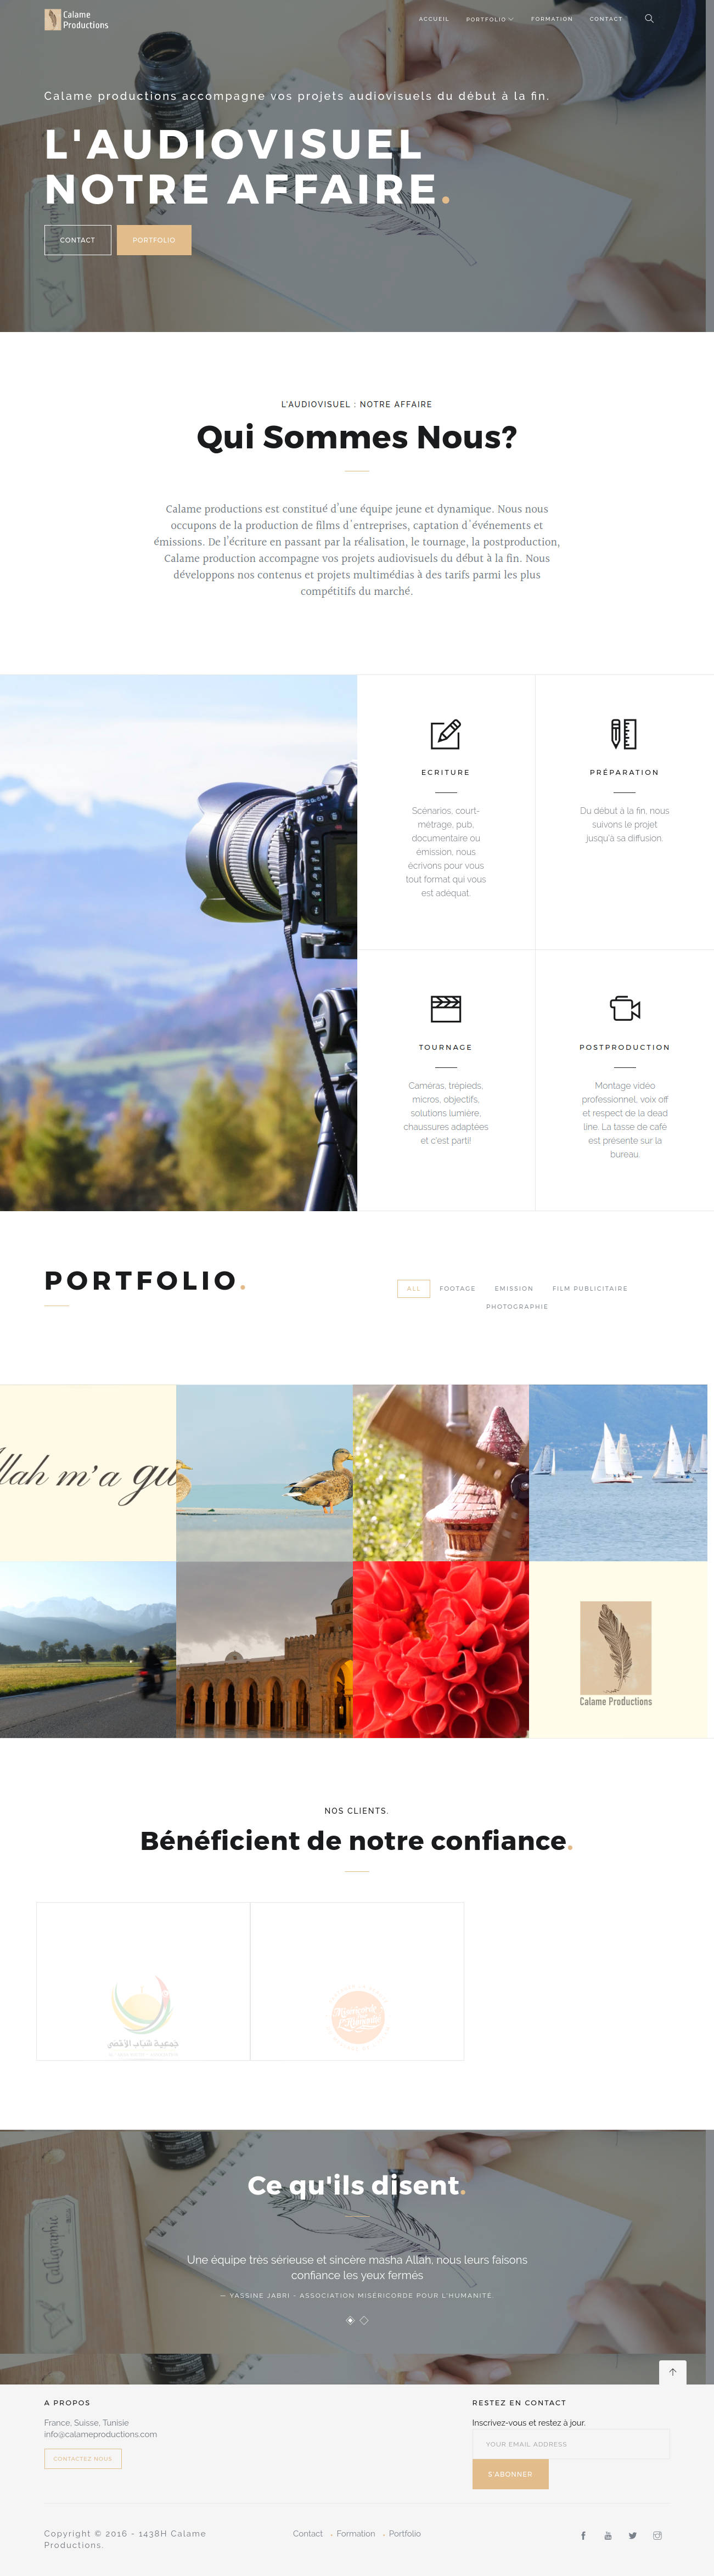 Calame
Productions
ACCUEIL
PORTFOLIO
FORMATION
CONTACT
Calame productions accompagne vos projets audiovisuels du début à la fin.
L'AUDIOVISUEL
NOTRE AFFAIRE.
CONTACT
PORTFOLIO
L'AUDIOVISUEL : NOTRE AFFAIRE
Qui Sommes Nous?
Calame productions est constitué d'une équipe jeune et dynamique. Nous nous
occupons de la production de films d'entreprises, captation d'événements et
émissions. De l'écriture en passant par la réalisation, le tournage, la postproduction,
Calame production accompagne vos projets audiovisuels du début à la fin. Nous
développons nos contenus et projets multimédias à des tarifs parmi les plus
compétitifs du marché.
ECRITURE
Scénarios, court-
métrage, pub,
documentaire ou
émission, nous
écrivons pour vous
tout format qui vous
est adéquat.
PRÉPARATION
Du début à la fin, nous
suivons le projet
jusqu'à sa diffusion.
TOURNAGE
Caméras, trépieds,
micros, objectifs,
solutions lumière,
chaussures adaptées
et c'est parti!
POSTPRODUCTION
Montage vidéo
professionnel, voix off
et respect de la dead
line. La tasse de café
est présente sur la
bureau.
PORTFOLIO.
ALL
FOOTAGE
EMISSION
FILM PUBLICITAIRE
PHOTOGRAPHIE
llah m'a gu
Calame Productions
NOS CLIENTS.
Bénéficient de notre confiance.
جمعية شباب الأقصى
Miséricorde
pour
l'Humanité
Calligraphie
Ce qu'ils disent.
Une équipe très sérieuse et sincère masha Allah, nous leurs faisons
confiance les yeux fermés
— YASSINE JABRI - ASSOCIATION MISÉRICORDE POUR L'HUMANITÉ.
A PROPOS
France, Suisse, Tunisie
info@calameproductions.com
CONTACTEZ NOUS
RESTEZ EN CONTACT
Inscrivez-vous et restez à jour.
YOUR EMAIL ADDRESS
S'ABONNER
Copyright © 2016 - 1438H Calame
Productions.
Contact
Formation
Portfolio